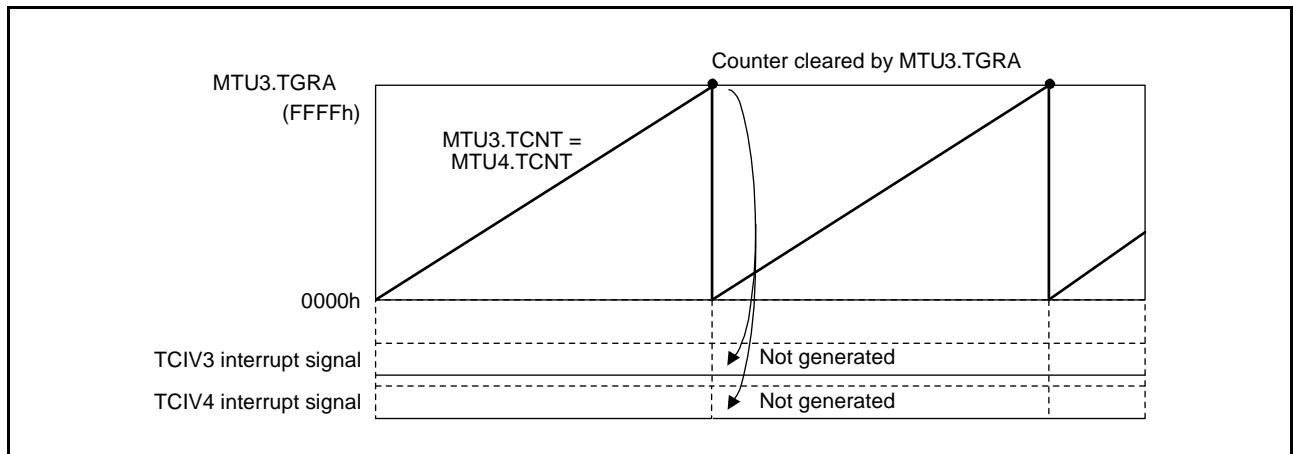 Counter cleared by MTU3.TGRA
MTU3.TGRA
(FFFFh)
MTU3.TCNT =
MTU4.TCNT
0000h
TCIV3 interrupt signal
Not generated
TCIV4 interrupt signal
Not generated